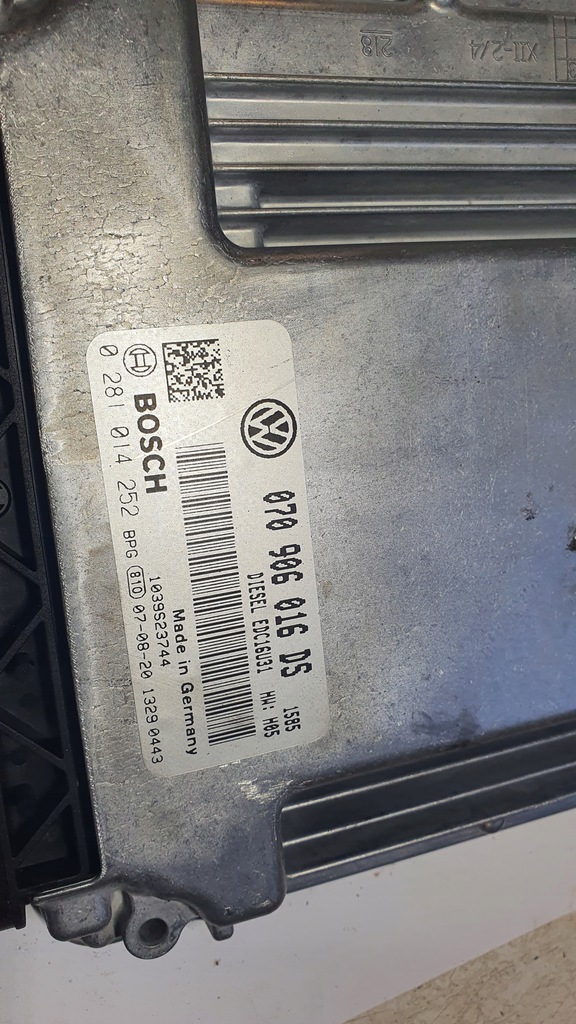 070 906 016 DS 1585
DIESEL EDC16U31 HW: H05
Made in Germany
BOSCH 1039S23744
0 281 014 252 BPG 810 07-08-20 1329 0443
218
XII-2/4